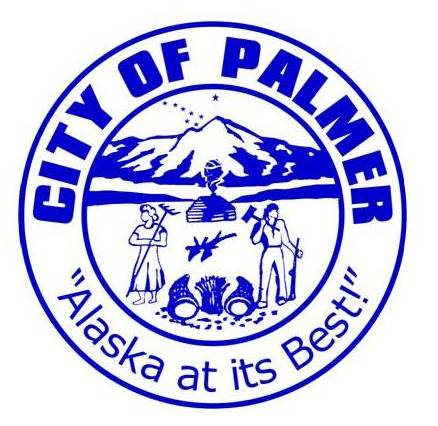 CITY OF PALMER
"Alaska at its Best!"